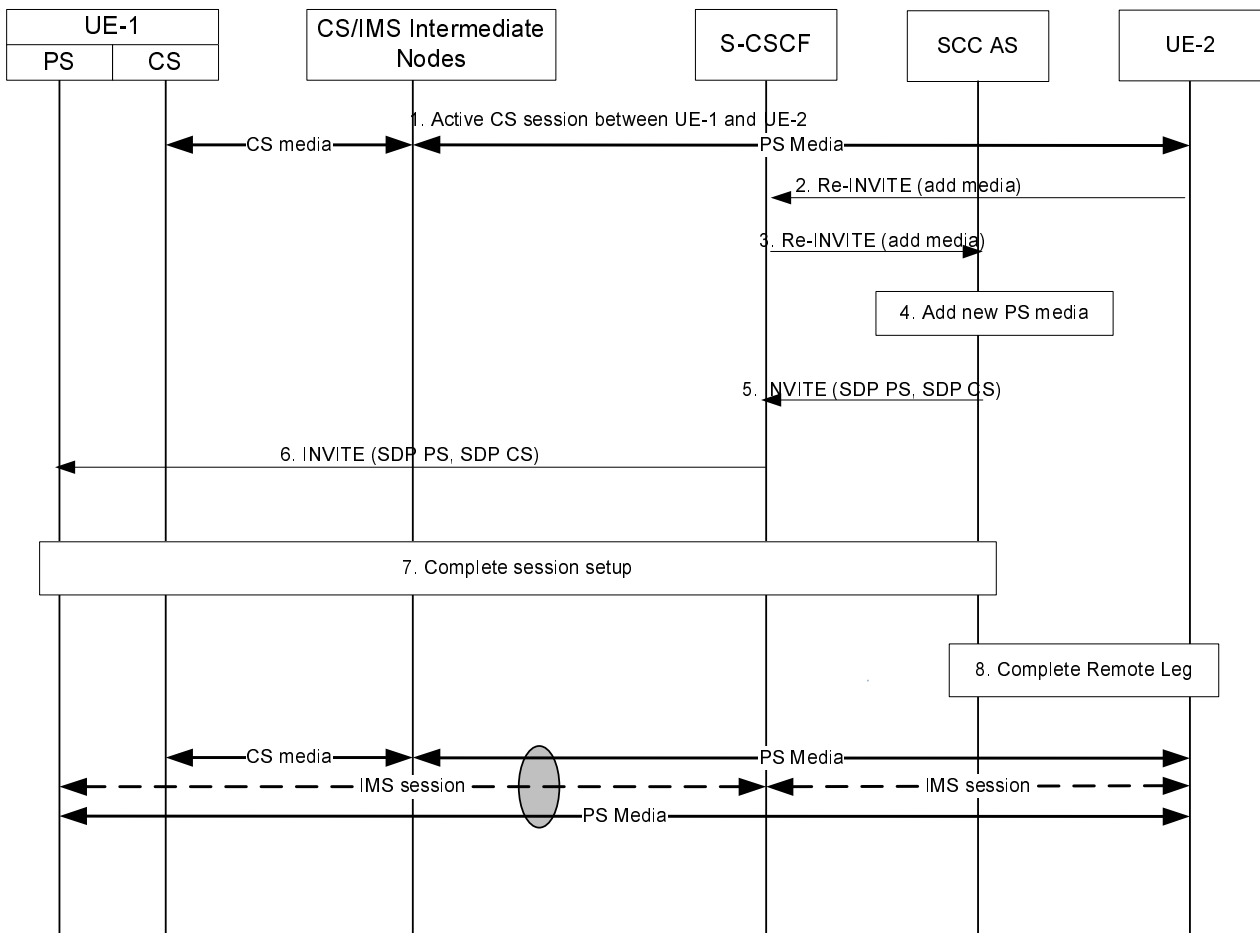 UE-1
PS
CS
CS/IMS Intermediate
Nodes
S-CSCF
SCC AS
UE-2
1. Active CS session between UE-1 and UE-2
CS media
PS Media
2. Re-INVITE (add media)
3. Re-INVITE (add media)
4. Add new PS media
5. INVITE (SDP PS, SDP CS)
6. INVITE (SDP PS, SDP CS)
7. Complete session setup
8. Complete Remote Leg
CS media
PS Media
IMS session
IMS session
PS Media